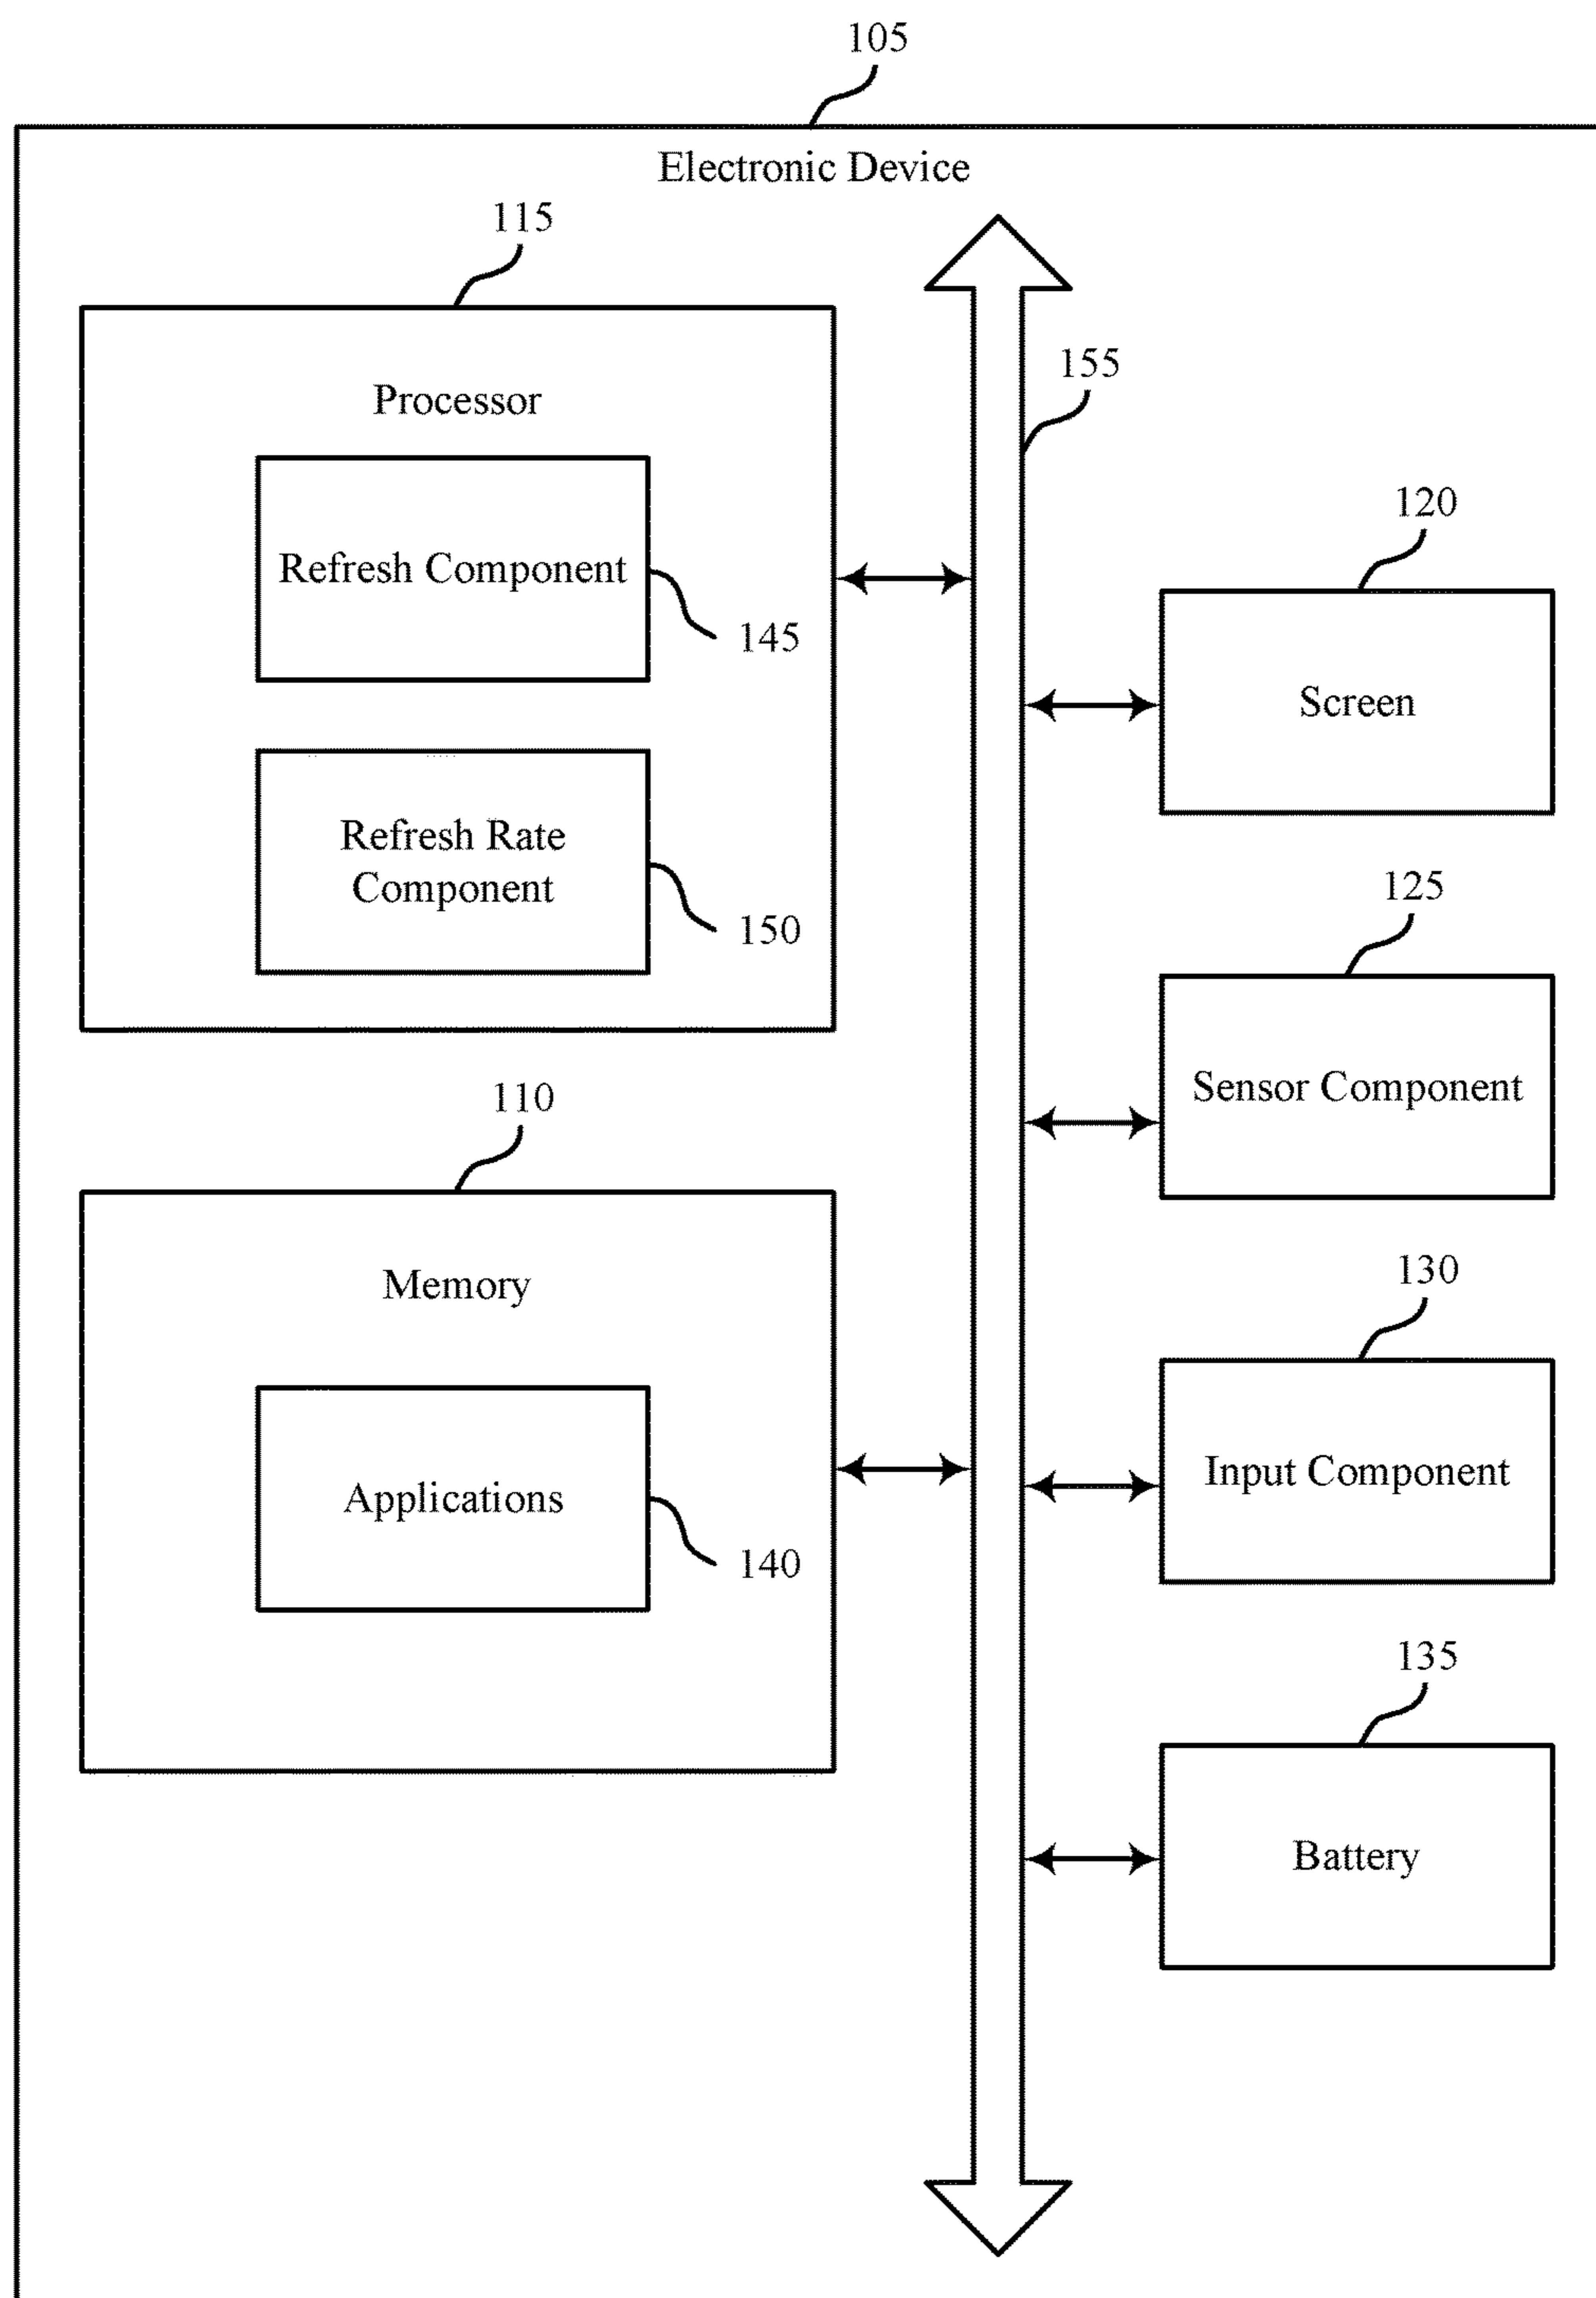 105
Electronic Device
115
Processor
155
Refresh Component
145
120
Screen
Refresh Rate
Component
150
125
Sensor Component
110
Memory
130
Input Component
Applications
140
135
Battery